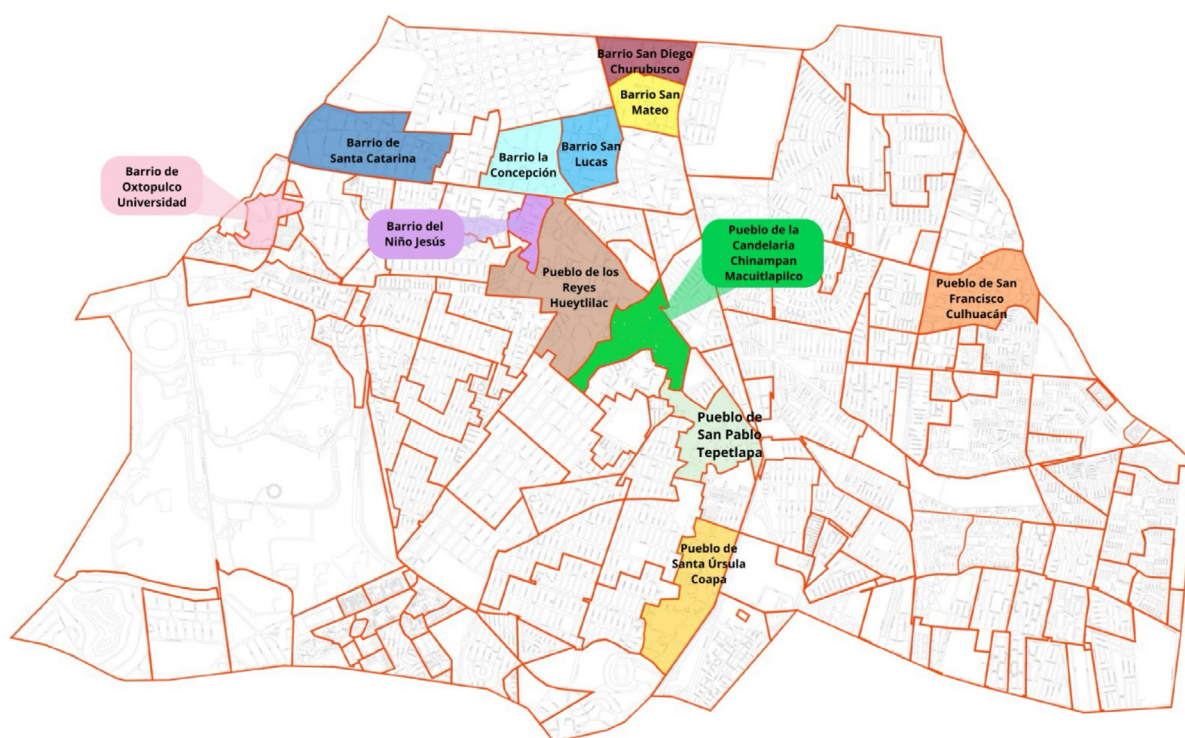 Barrio San Diego
Churubusco
Barrio San
Mateo
Barrio de
Santa Catarina
Barrio la
Concepción
Barrio San
Lucas
Barrio de
Oxtopulco
Universidad
Barrio del
Niño Jesús
Pueblo de la
Candelaria
Chinampan
Macuitlapilco
Pueblo de los
Reyes
Hueytlilac
Pueblo de San
Francisco
Culhuacán
Pueblo de
San Pablo
Tepetlapa
Pueblo de
Santa Úrsula
Coapa